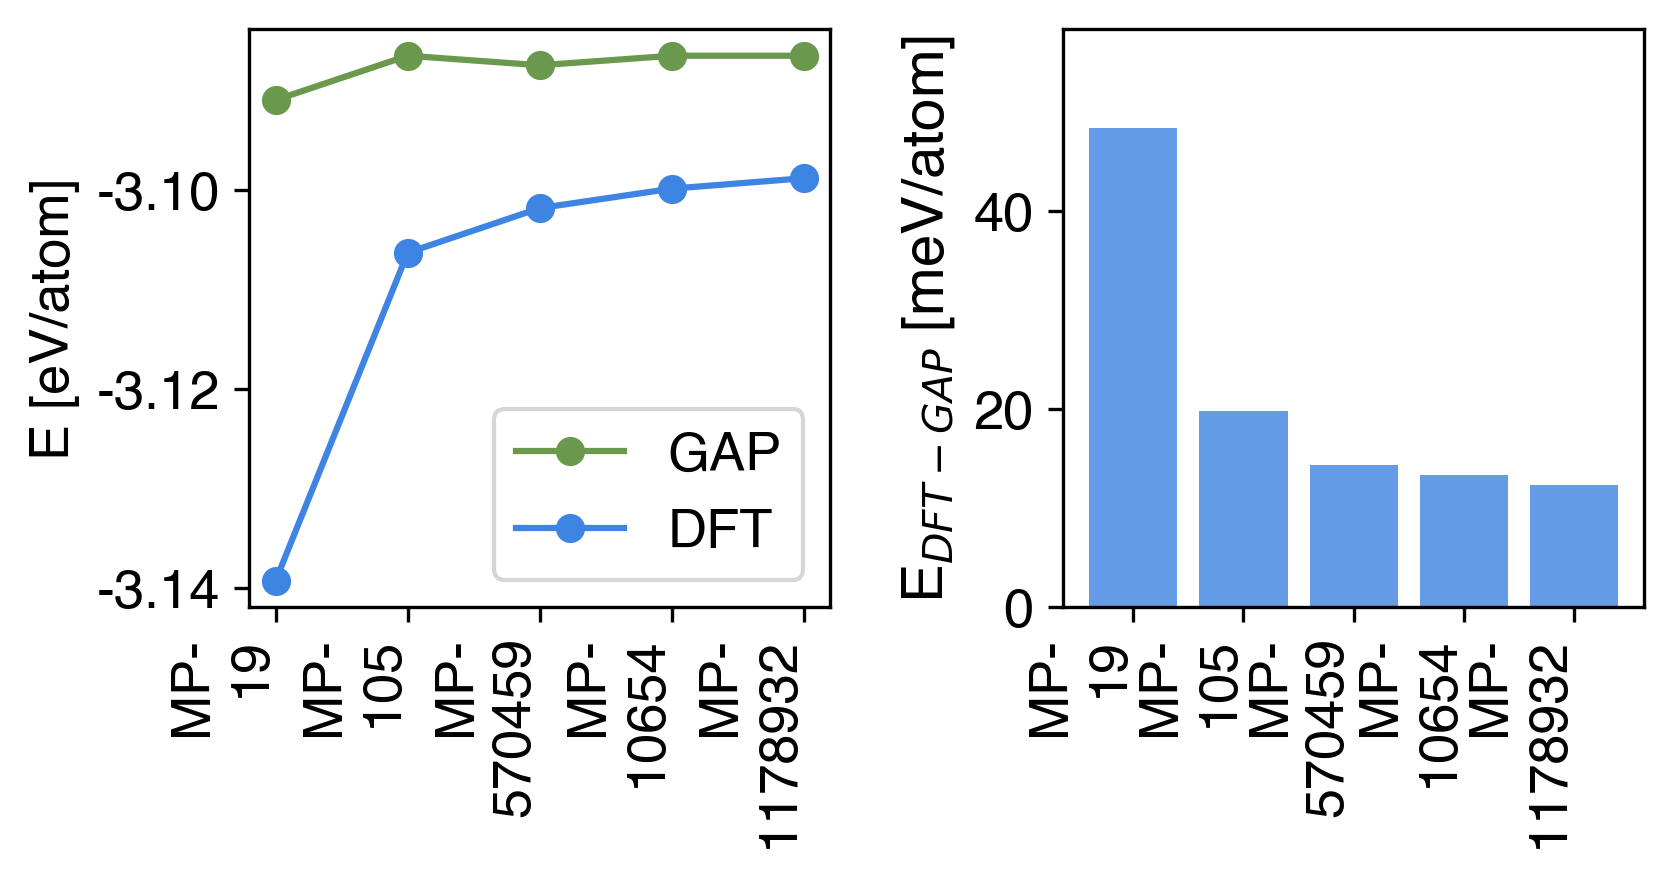 E [eV/atom]
-3.10
-3.12
-3.14
GAP
DFT
MP-
19
MP-
105
MP-
570459
MP-
10654
MP-
1178932
E_{DFT-GAP} [meV/atom]
40
20
0
MP-
19
MP-
105
MP-
570459
MP-
10654
MP-
1178932